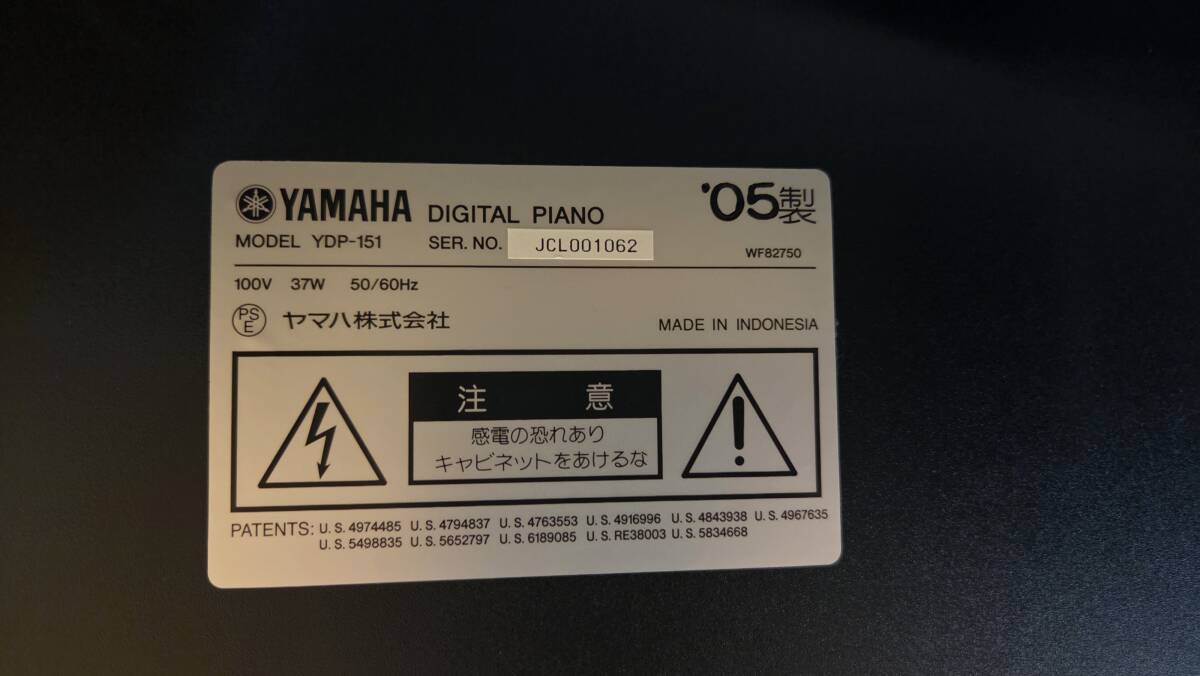 YAMAHA DIGITAL PIANO '05製
MODEL YDP-151 SER. NO. JCL001062 WF82750
100V 37W 50/60Hz
PSE ヤマハ株式会社 MADE IN INDONESIA
注意
感電の恐れあり
キャビネットをあけるな
PATENTS: U. S. 4974485 U. S. 4794837 U. S. 4763553 U. S. 4916996 U. S. 4843938 U. S. 4967635
U. S. 5498835 U. S. 5652797 U. S. 6189085 U. S. RE38003 U. S. 5834668